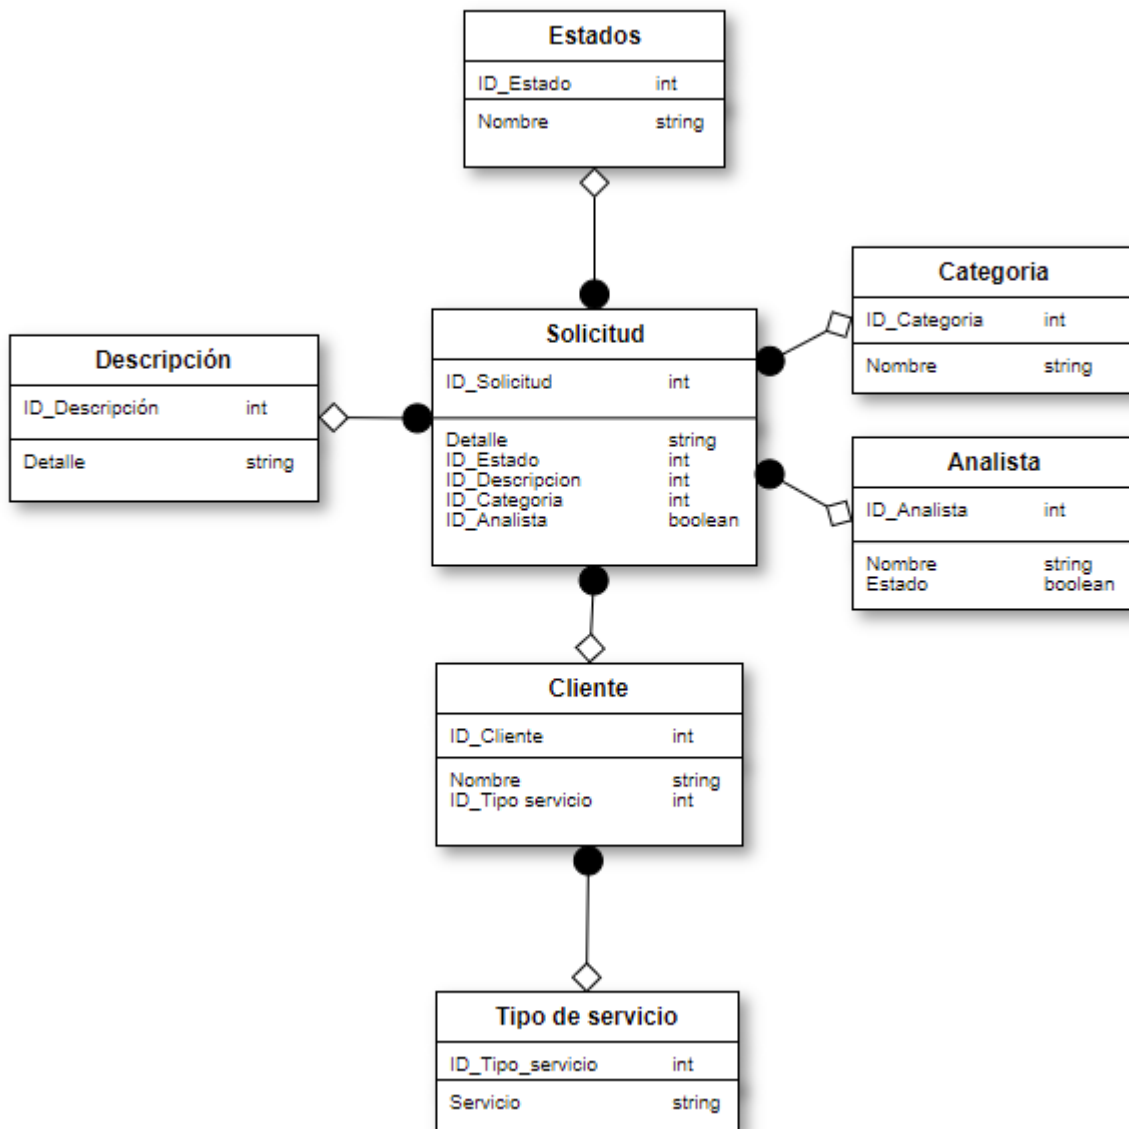 Estados
ID_Estado int
Nombre string
Categoria
ID_Categoria int
Nombre string
Descripción
ID_Descripción int
Detalle string
Solicitud
ID_Solicitud int
Detalle string
ID_Estado int
ID_Descripcion int
ID_Categoria int
ID_Analista boolean
Analista
ID_Analista int
Nombre string
Estado boolean
Cliente
ID_Cliente int
Nombre string
ID_Tipo servicio int
Tipo de servicio
ID_Tipo_servicio int
Servicio string